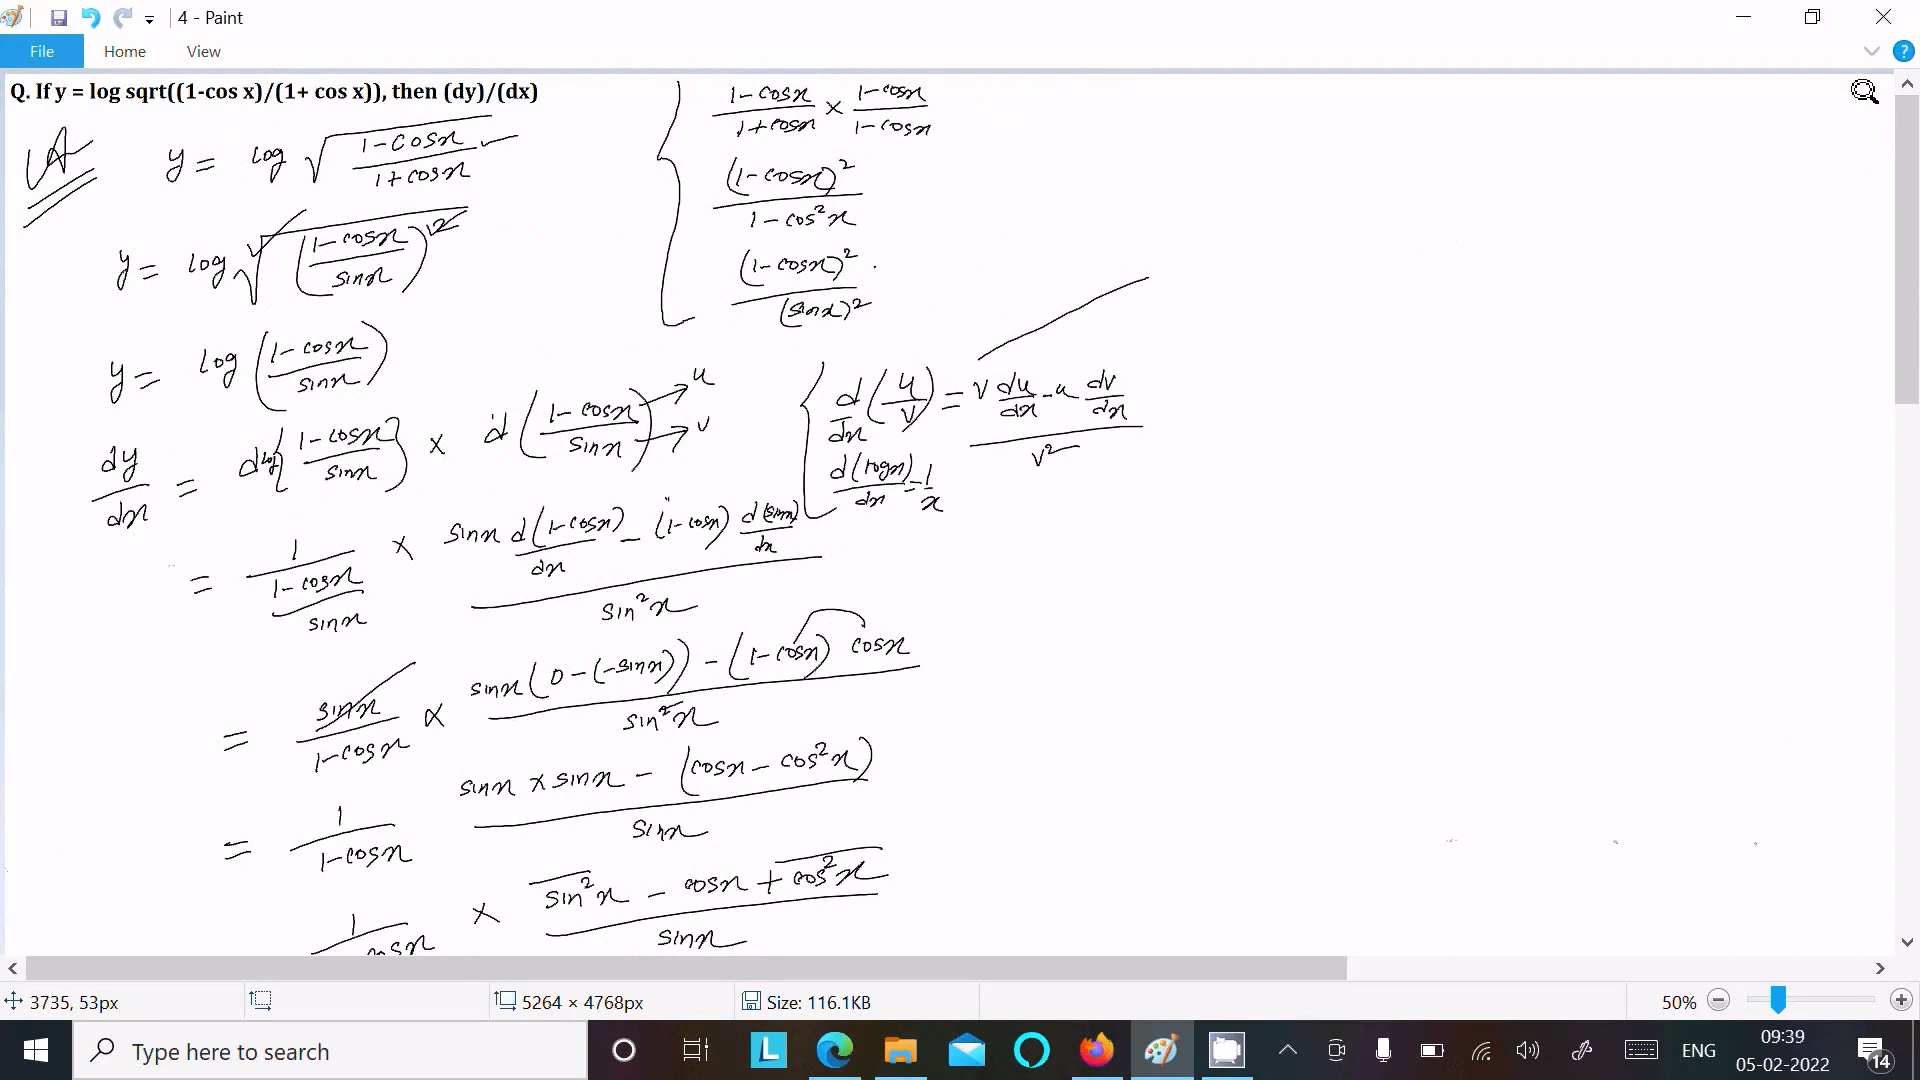 4 - Paint
File Home View
Q. If y = log sqrt((1-cos x)/(1+ cos x)), then (dy)/(dx)
y = log √((1-cosx)/(1+cosx))
y = log √(((1-cosx)/sinx)^2)
y = log ((1-cosx)/sinx)
dy/dx = d log{(1-cosx)/sinx} × d((1-cosx)/sinx) → u → v
= 1/((1-cosx)/sinx) × (sinx d(1-cosx)/dx - (1-cosx) d(sinx)/dx)/sin²x
= sinx/(1-cosx) × (sinx(0-(-sinx)) - (1-cosx) cosx)/sin²x
= 1/(1-cosx) (sinx × sinx - (cosx - cos²x))/sinx
1/ cosx × (sin²x - cosx + cos²x)/sinx
(1-cosx)/(1+cosx) × (1-cosx)/(1-cosx)
(1-cosx)²/(1-cos²x)
(1-cosx)²/(sinx)²
d/dx (u/v) = (v du/dx - u dv/dx)/v²
d(logx)/dx = 1/x
3735, 53px
5264 × 4768px
Size: 116.1KB
50%
Type here to search
L
ENG
09:39
05-02-2022
14